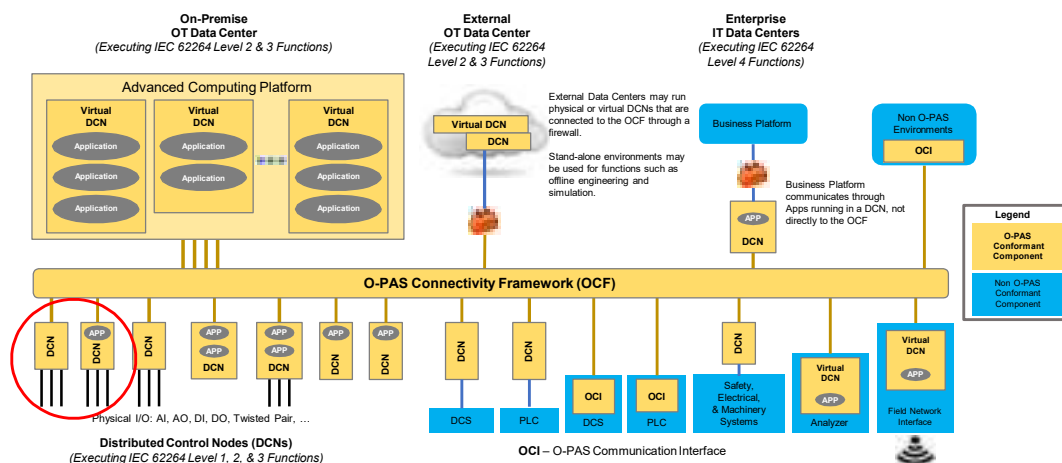 On-Premise
OT Data Center
(Executing IEC 62264 Level 2 & 3 Functions)
External
OT Data Center
(Executing IEC 62264
Level 2 & 3 Functions)
Enterprise
IT Data Centers
(Executing IEC 62264
Level 4 Functions)
Advanced Computing Platform
Virtual
DCN
Application
Application
Application
Virtual
DCN
Application
Application
Virtual
DCN
Application
Application
Application
Virtual DCN
DCN
External Data Centers may run
physical or virtual DCNs that are
connected to the OCF through a
firewall.
Stand-alone environments may
be used for functions such as
offline engineering and
simulation.
Business Platform
APP
DCN
Business Platform
communicates through
Apps running in a DCN, not
directly to the OCF
Non O-PAS
Environments
OCI
Legend
O-PAS
Conformant
Component
Non O-PAS
Conformant
Component
O-PAS Connectivity Framework (OCF)
DCN
APP
DCN
DCN
APP
APP
DCN
APP
APP
DCN
APP
DCN
APP
DCN
DCN
DCS
DCN
PLC
OCI
DCS
OCI
PLC
DCN
Safety,
Electrical,
& Machinery
Systems
Virtual
DCN
APP
Analyzer
Virtual
DCN
APP
Field Network
Interface
Physical I/O: AI, AO, DI, DO, Twisted Pair, …
Distributed Control Nodes (DCNs)
(Executing IEC 62264 Level 1, 2, & 3 Functions)
OCI – O-PAS Communication Interface